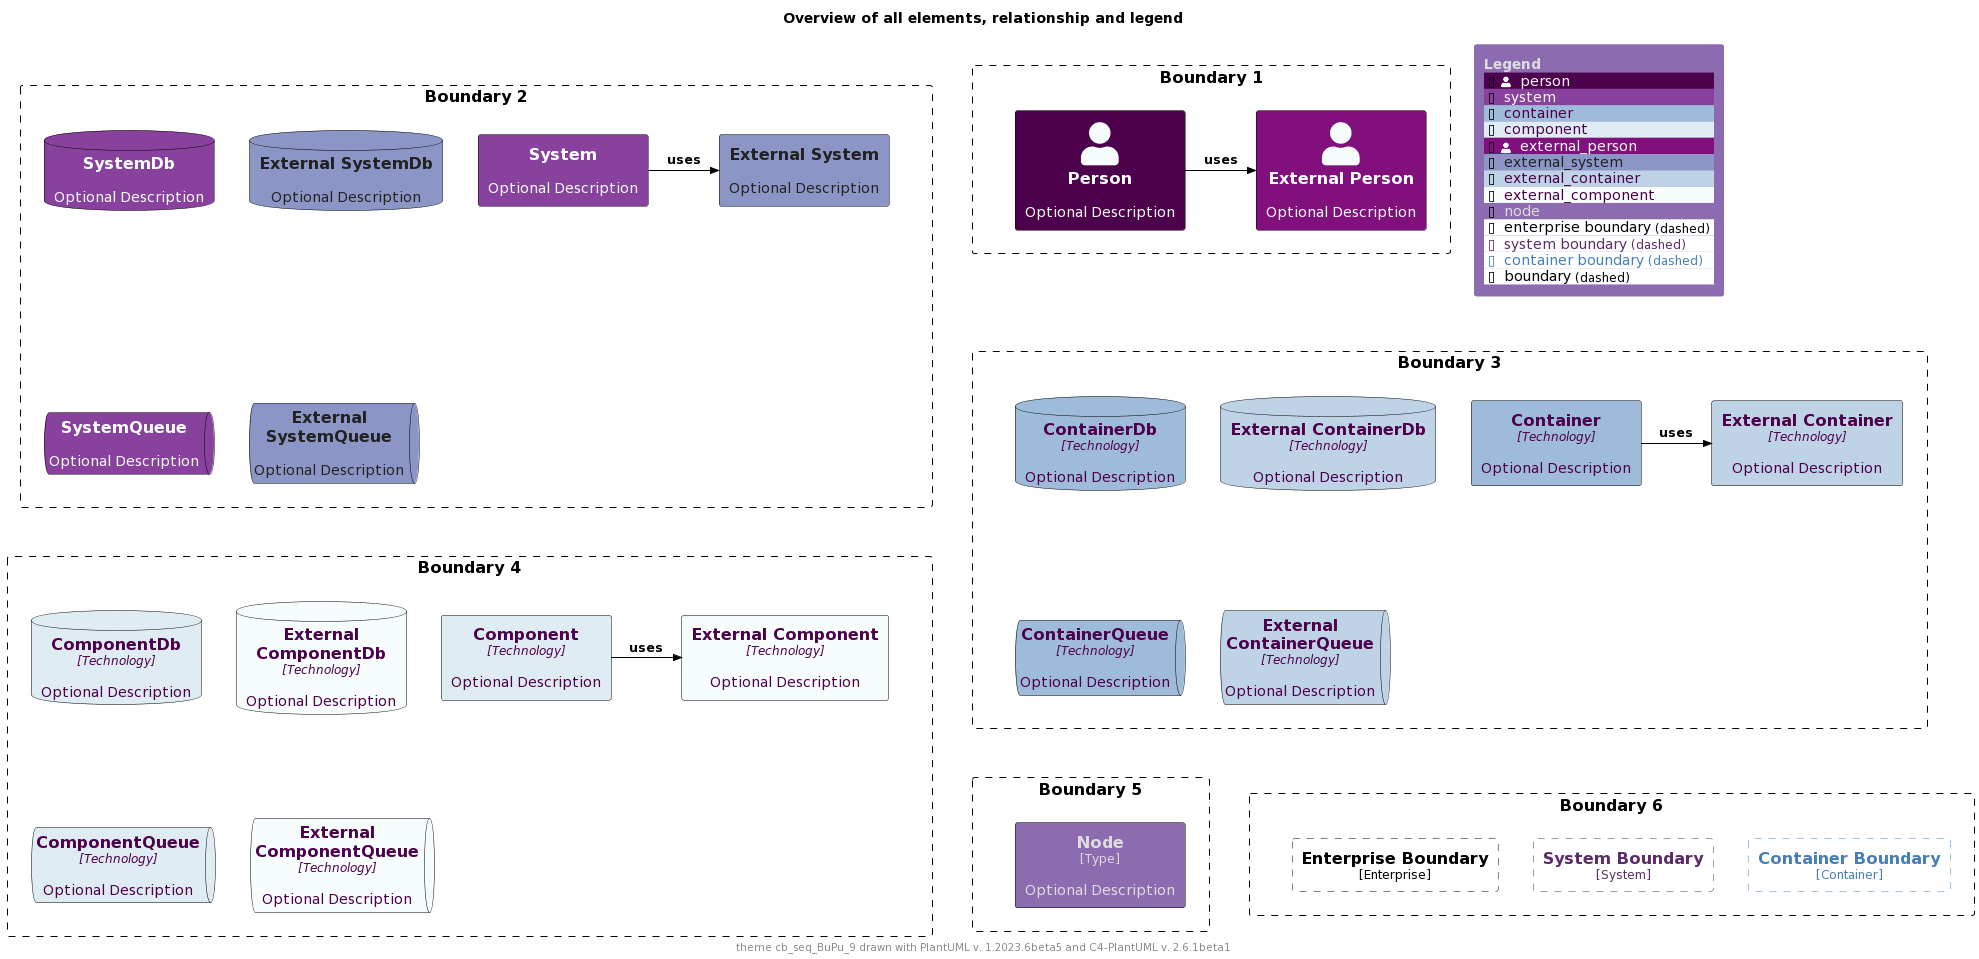 Overview of all elements, relationship and legend
Boundary 2
SystemDb
Optional Description
External SystemDb
Optional Description
System
Optional Description
uses
External System
Optional Description
SystemQueue
Optional Description
External
SystemQueue
Optional Description
Boundary 1
Person
Optional Description
uses
External Person
Optional Description
Legend
person
system
container
component
external_person
external_system
external_container
external_component
node
enterprise boundary (dashed)
system boundary (dashed)
container boundary (dashed)
boundary (dashed)
Boundary 3
ContainerDb
[Technology]
Optional Description
External ContainerDb
[Technology]
Optional Description
Container
[Technology]
Optional Description
uses
External Container
[Technology]
Optional Description
ContainerQueue
[Technology]
Optional Description
External
ContainerQueue
[Technology]
Optional Description
Boundary 4
ComponentDb
[Technology]
Optional Description
External
ComponentDb
[Technology]
Optional Description
Component
[Technology]
Optional Description
uses
External Component
[Technology]
Optional Description
ComponentQueue
[Technology]
Optional Description
External
ComponentQueue
[Technology]
Optional Description
Boundary 5
Node
[Type]
Optional Description
Boundary 6
Enterprise Boundary
[Enterprise]
System Boundary
[System]
Container Boundary
[Container]
theme cb_seq_BuPu_9 drawn with PlantUML v. 1.2023.6beta5 and C4-PlantUML v. 2.6.1beta1